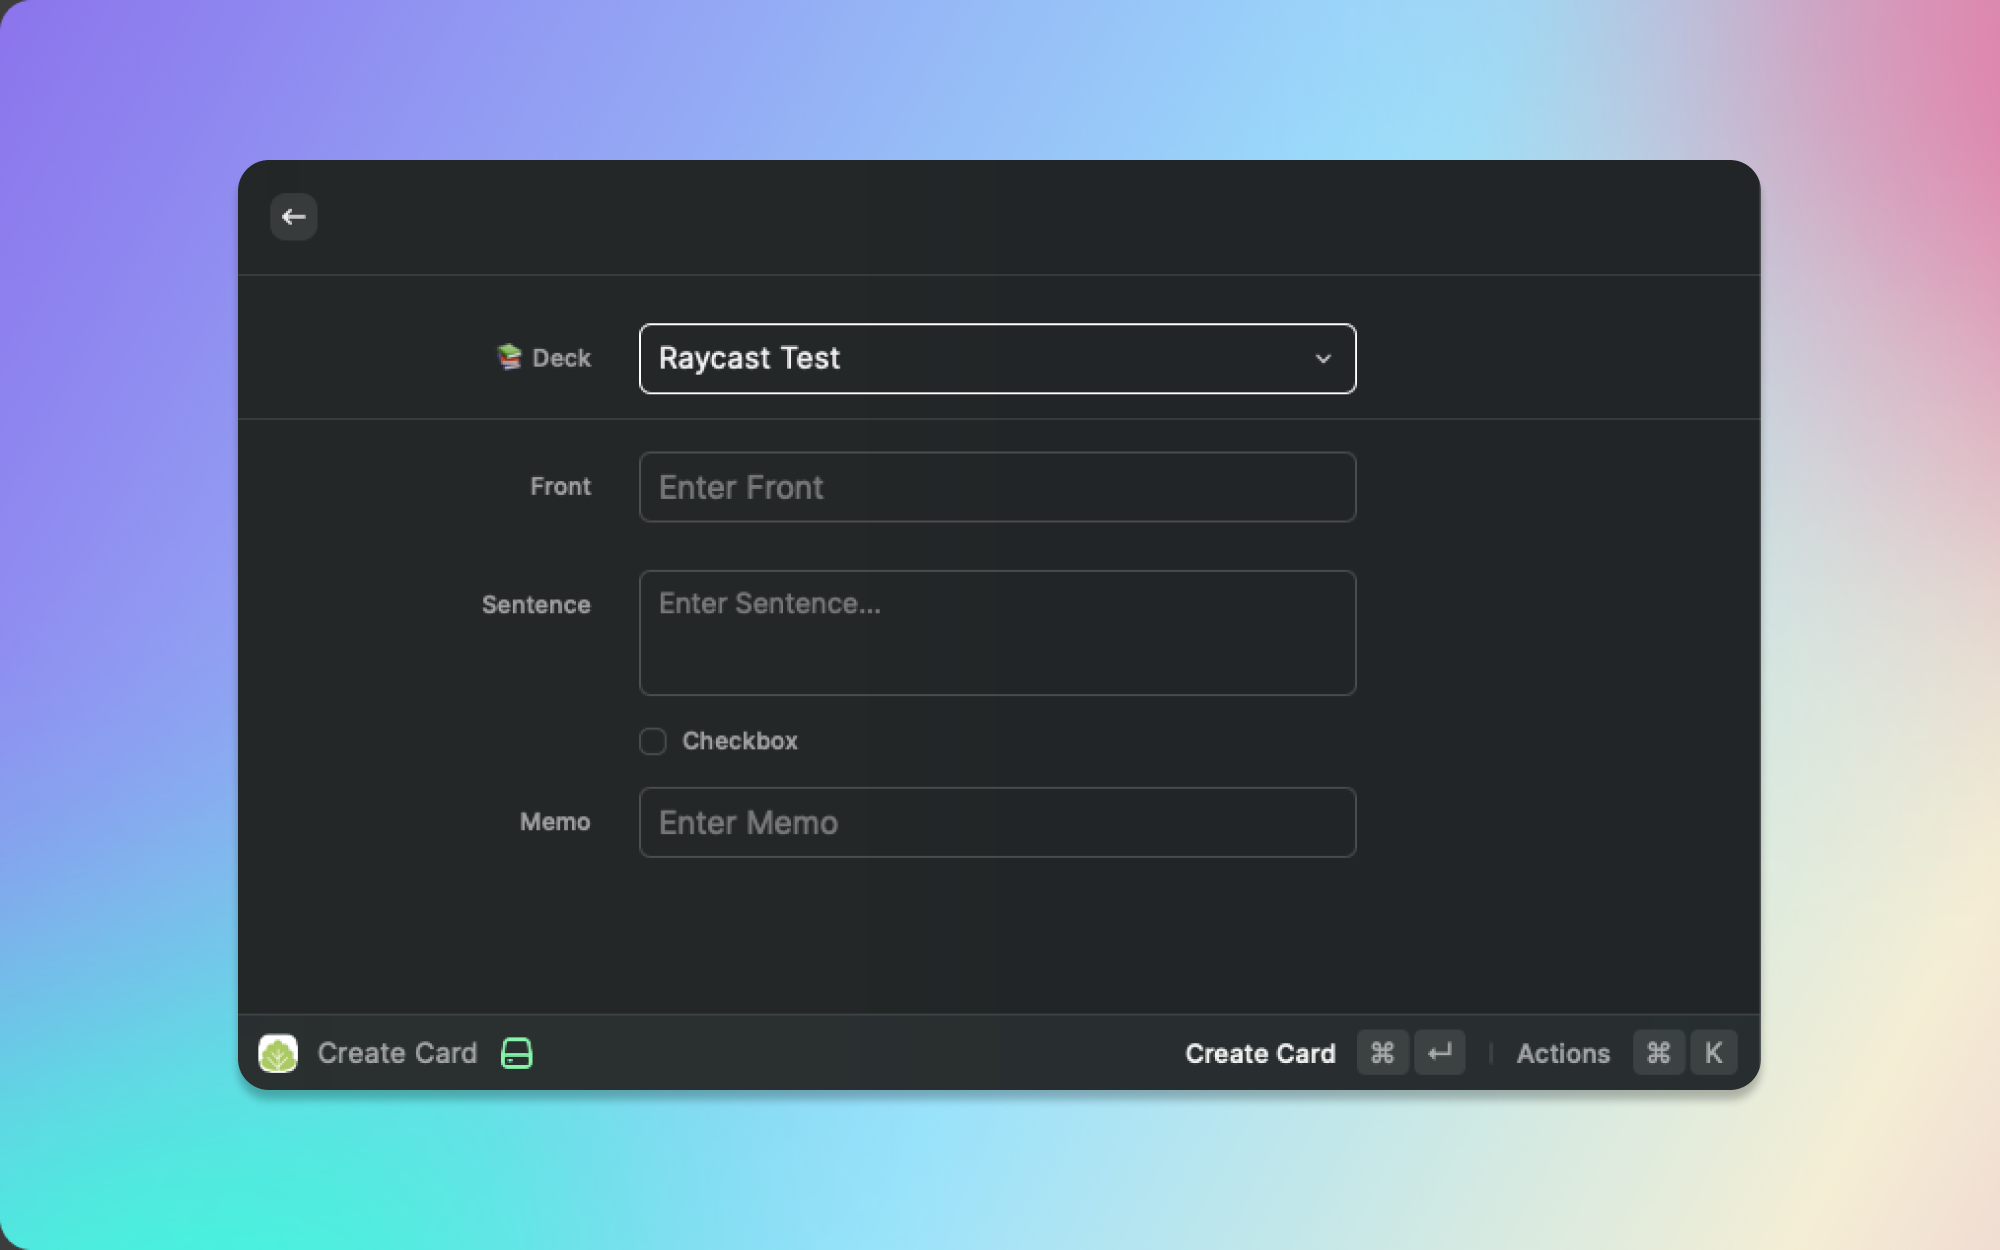 Deck
Raycast Test
Front
Enter Front
Sentence
Enter Sentence...
Checkbox
Memo
Enter Memo
Create Card
Create Card ⌘ ↵ | Actions ⌘ K